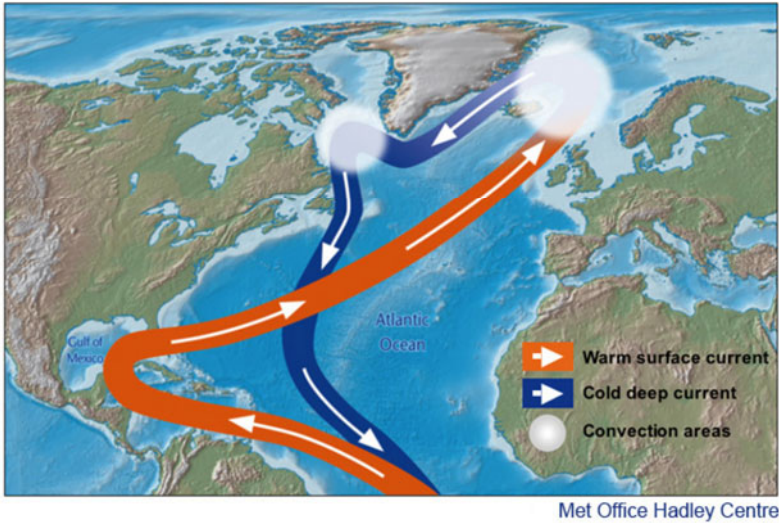 Gulf of
Mexico
Atlantic
Ocean
Warm surface current
Cold deep current
Convection areas
Met Office Hadley Centre